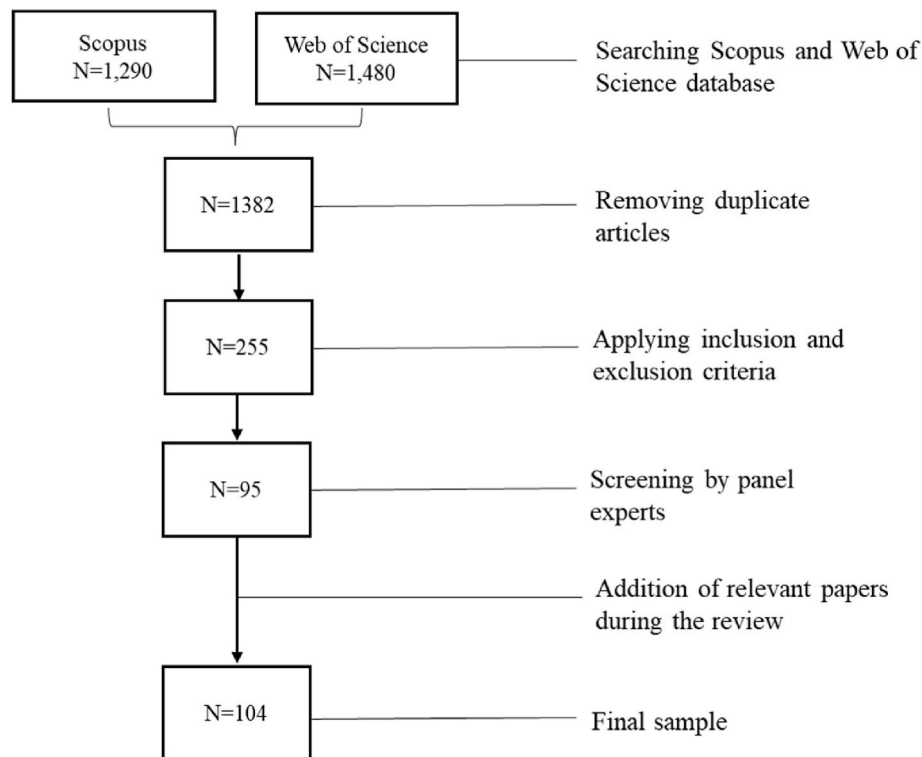 Scopus
N=1,290
Web of Science
N=1,480
Searching Scopus and Web of
Science database
N=1382
Removing duplicate
articles
N=255
Applying inclusion and
exclusion criteria
N=95
Screening by panel
experts
Addition of relevant papers
during the review
N=104
Final sample